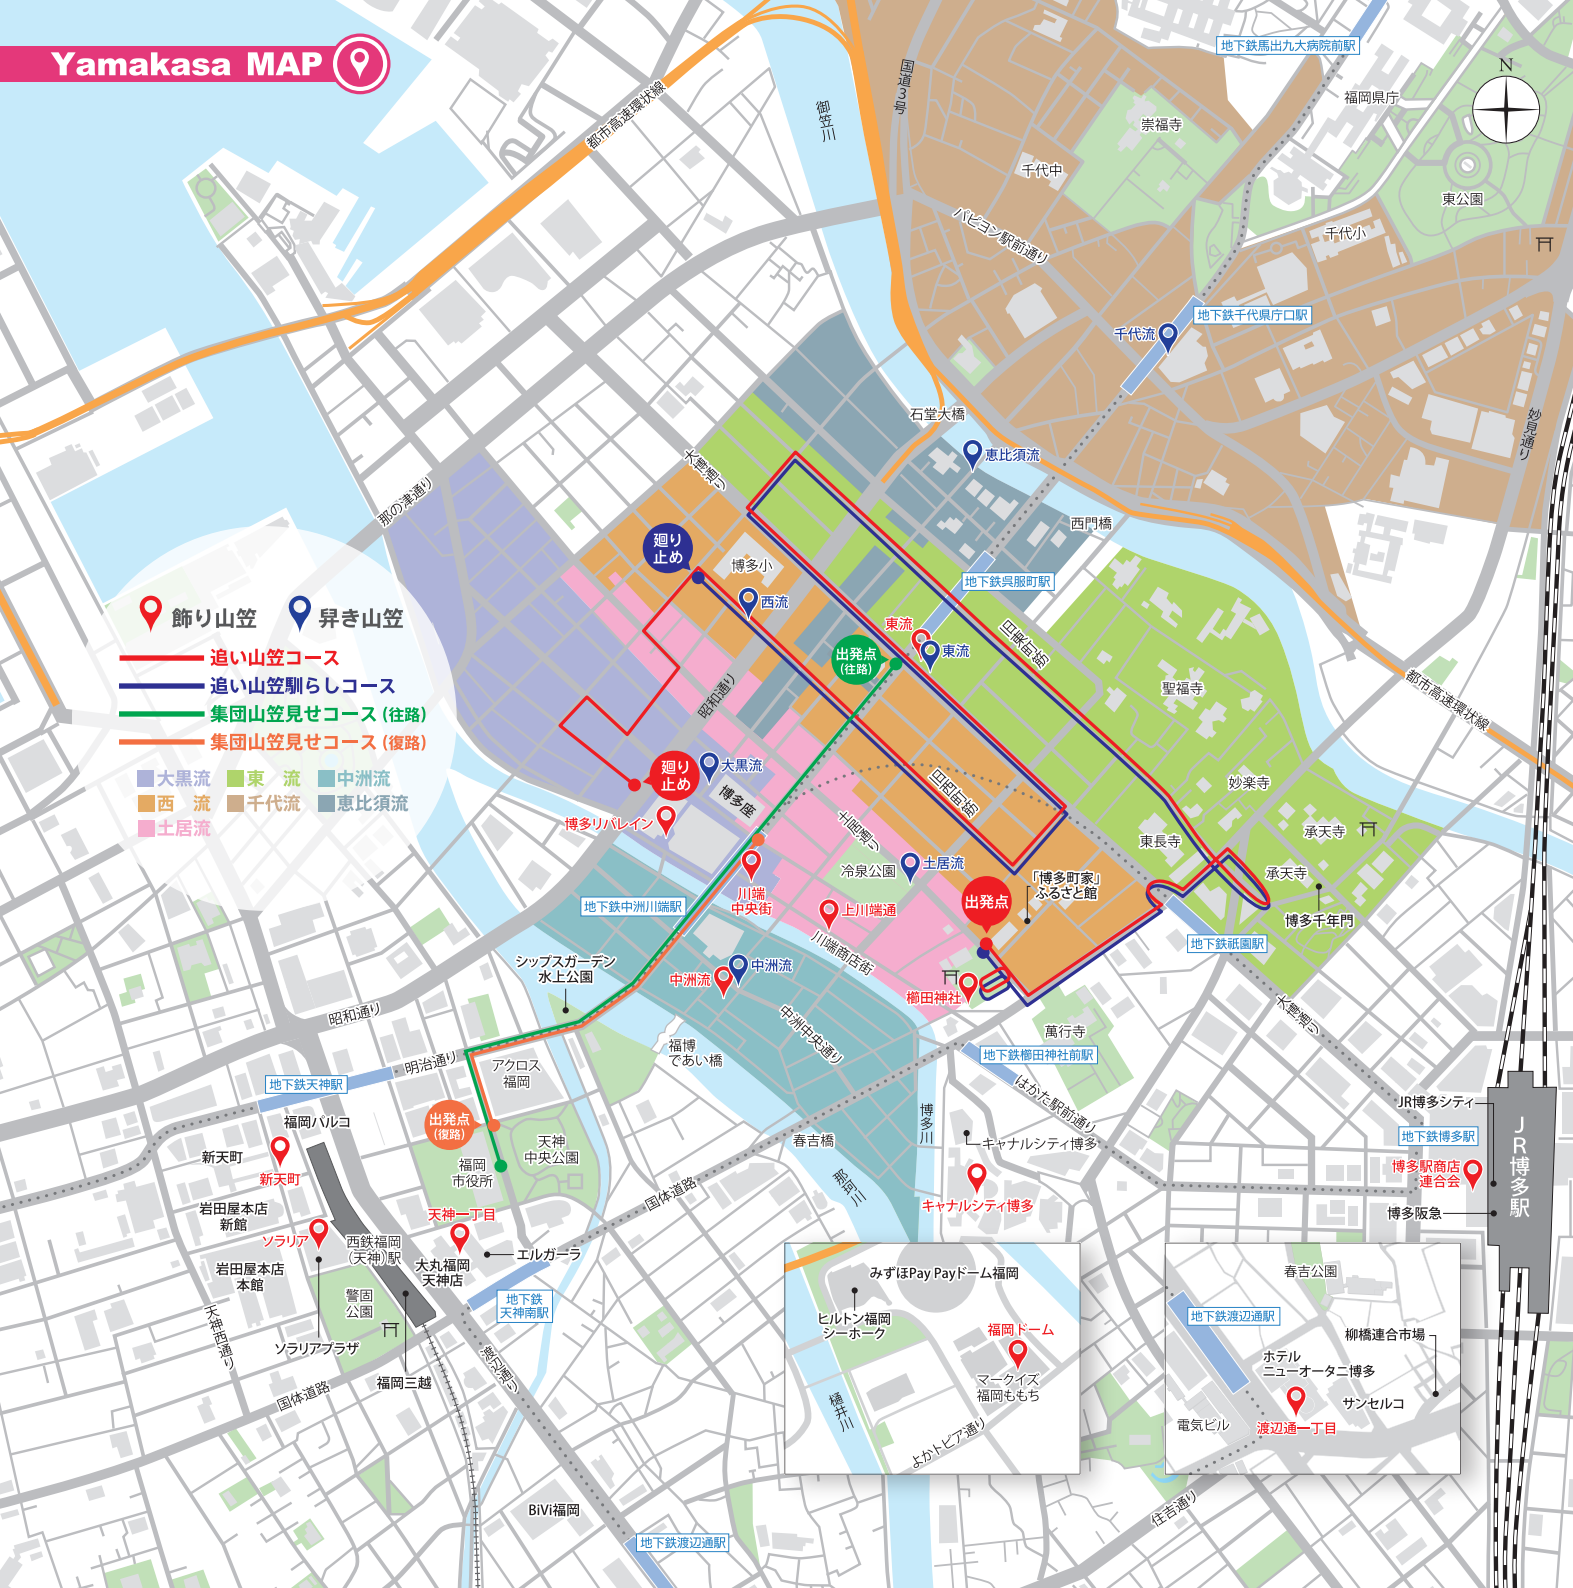 Yamakasa MAP
都市高速環状線
御笠川
国道3号
地下鉄馬出九大病院前駅
福岡県庁
N
崇福寺
千代中
東公園
パピヨン駅前通り
千代小
地下鉄千代県庁口駅
千代流
石堂大橋
妙見通り
恵比須流
大博通り
那の津通り
西門橋
廻り
止め
博多小
地下鉄呉服町駅
西流
飾り山笠
舁き山笠
追い山笠コース
追い山笠馴らしコース
集団山笠見せコース(往路)
集団山笠見せコース(復路)
大黒流
東 流
中洲流
西 流
千代流
恵比須流
土居流
東流
東流
出発点
(往路)
旧東町筋
聖福寺
都市高速環状線
昭和通り
廻り
止め
大黒流
博多座
博多リバレイン
旧西町筋
妙楽寺
土居通り
東長寺
承天寺
承天寺
冷泉公園
土居流
「博多町家」
ふるさと館
川端
中央街
出発点
地下鉄中洲川端駅
上川端通
博多千年門
川端商店街
地下鉄祇園駅
シップスガーデン
水上公園
中洲流
中洲流
櫛田神社
昭和通り
中洲中央通り
大博通り
萬行寺
福博
であい橋
地下鉄櫛田神社前駅
明治通り
アクロス
福岡
はかた駅前通り
地下鉄天神駅
JR博多シティ
福岡パルコ
出発点
(復路)
博多川
JR博多駅
地下鉄博多駅
春吉橋
キャナルシティ博多
新天町
天神
中央公園
福岡
市役所
新天町
那珂川
博多駅商店
連合会
国体道路
キャナルシティ博多
岩田屋本店
新館
天神一丁目
博多阪急
ソラリア
西鉄福岡
(天神)駅
エルガーラ
大丸福岡
天神店
岩田屋本店
本館
みずほPay Payドーム福岡
春吉公園
警固
公園
地下鉄
天神南駅
ヒルトン福岡
シーホーク
地下鉄渡辺通駅
天神西通り
福岡ドーム
柳橋連合市場
ソラリアプラザ
渡辺通り
ホテル
ニューオータニ博多
福岡三越
マークイズ
福岡ももち
国体道路
樋井川
サンセルコ
電気ビル
渡辺通一丁目
よかトピア通り
BiVi福岡
住吉通り
地下鉄渡辺通駅